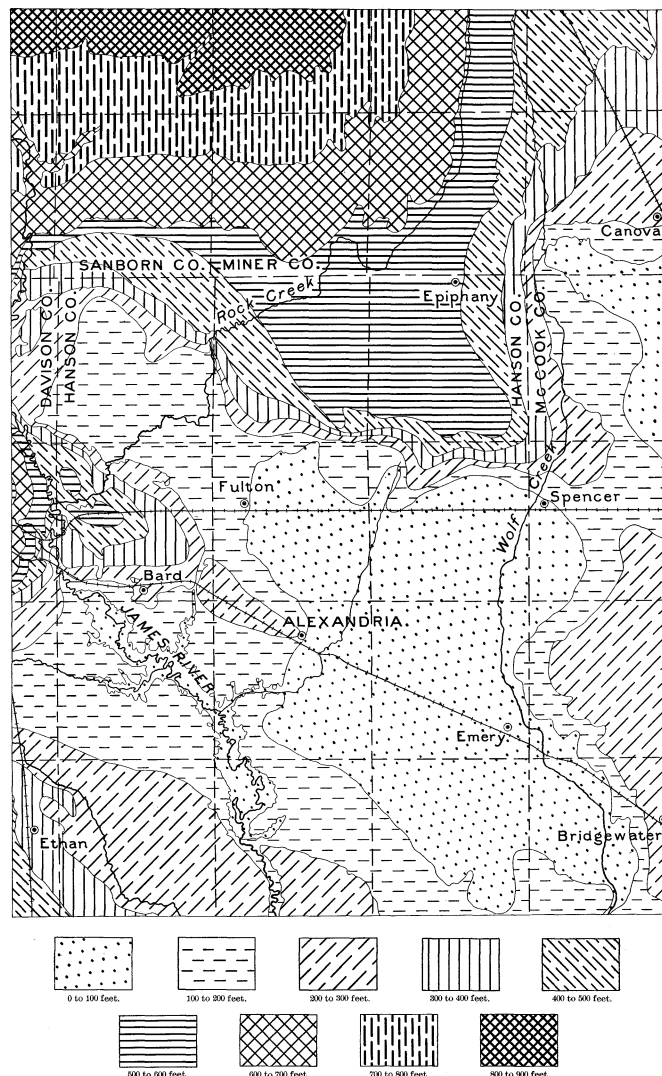 Canova
SANBORN CO.
MINER CO.
Rock Creek
Epiphany
DAVISON CO.
HANSON CO.
HANSON CO.
McCOOK CO.
Fulton
Wolf Creek
Spencer
Bard
ALEXANDRIA
JAMES RIVER
Emery
Ethan
Bridgewater
0 to 100 feet.
100 to 200 feet.
200 to 300 feet.
300 to 400 feet.
400 to 500 feet.
500 to 600 feet.
600 to 700 feet.
700 to 800 feet.
800 to 900 feet.